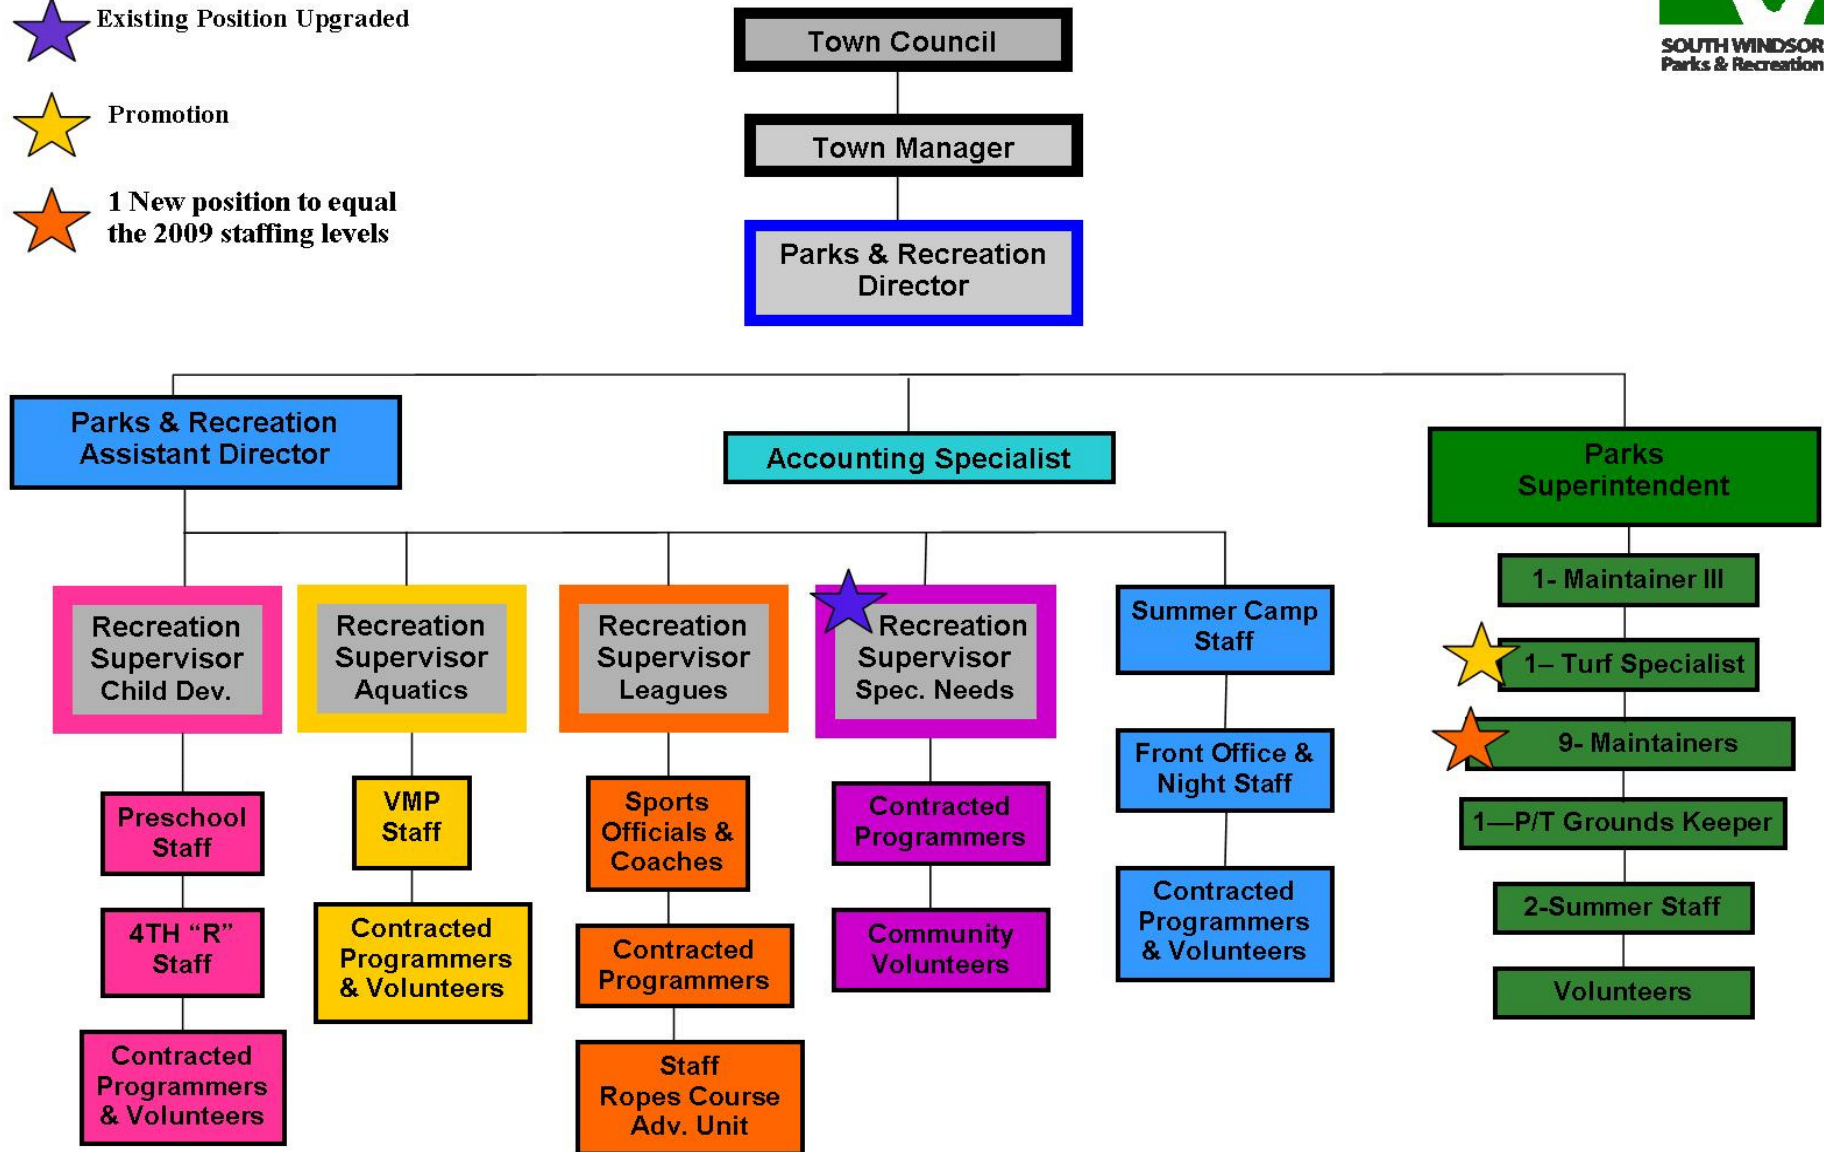 Existing Position Upgraded
Promotion
1 New position to equal
the 2009 staffing levels
SOUTH WINDSOR
Parks & Recreation
Town Council
Town Manager
Parks & Recreation
Director
Parks & Recreation
Assistant Director
Accounting Specialist
Parks
Superintendent
Recreation
Supervisor
Child Dev.
Preschool
Staff
4TH “R”
Staff
Contracted
Programmers
& Volunteers
Recreation
Supervisor
Aquatics
VMP
Staff
Contracted
Programmers
& Volunteers
Recreation
Supervisor
Leagues
Sports
Officials &
Coaches
Contracted
Programmers
Staff
Ropes Course
Adv. Unit
Recreation
Supervisor
Spec. Needs
Contracted
Programmers
Community
Volunteers
Summer Camp
Staff
Front Office &
Night Staff
Contracted
Programmers
& Volunteers
1- Maintainer III
1– Turf Specialist
9- Maintainers
1—P/T Grounds Keeper
2-Summer Staff
Volunteers